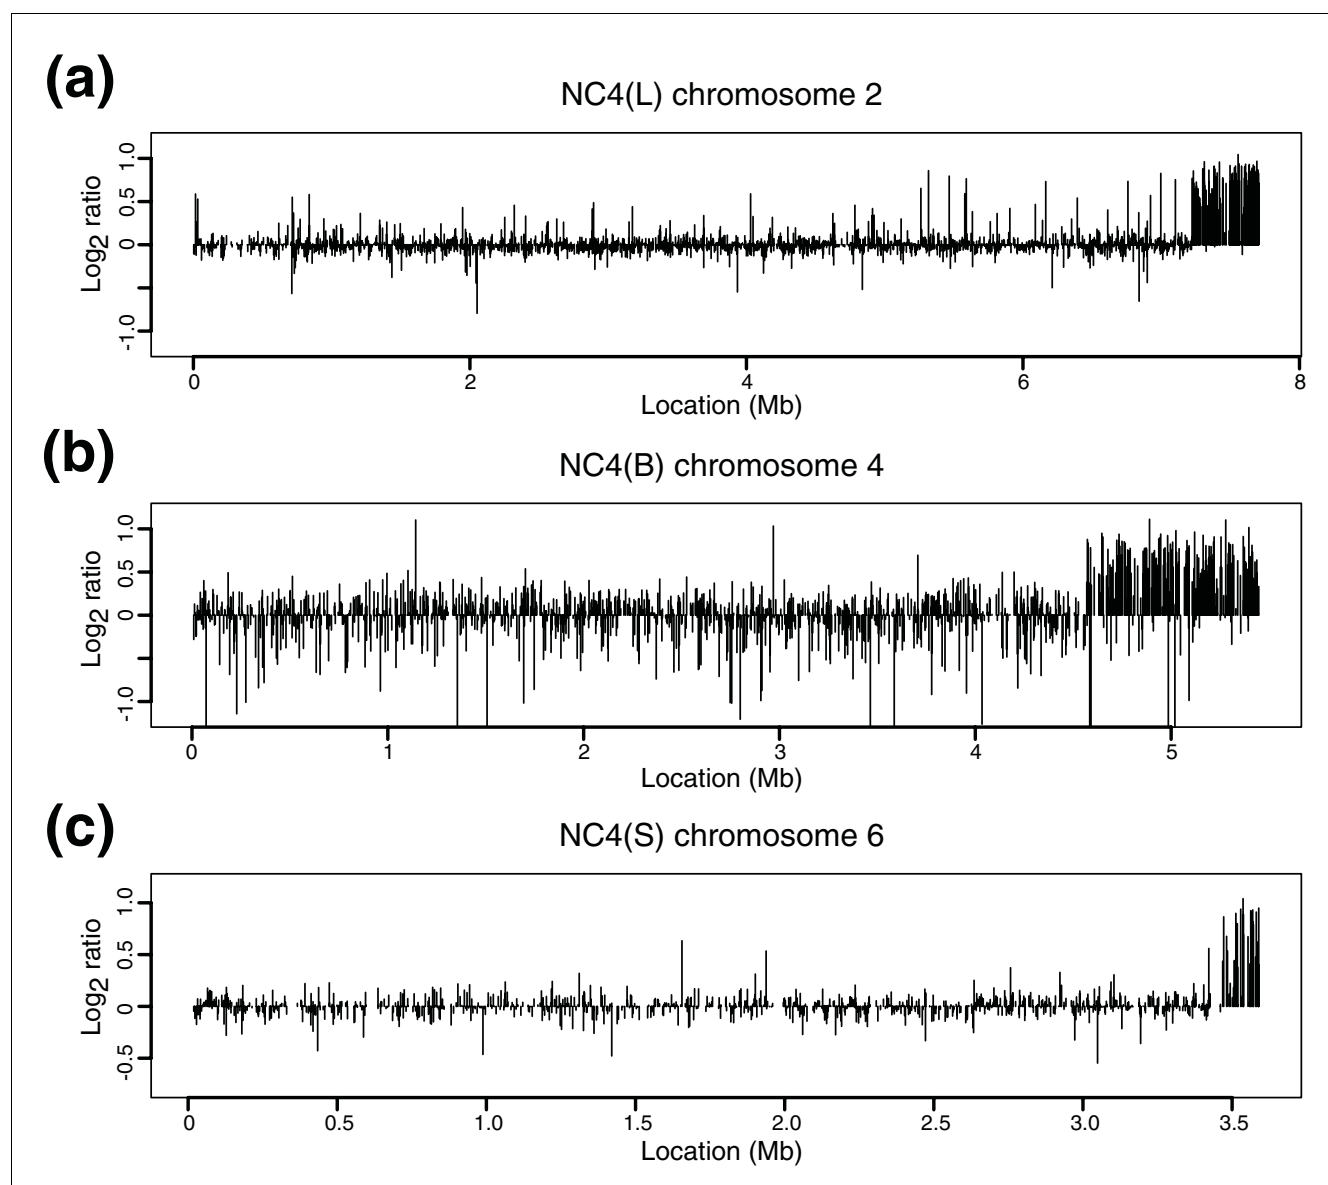 (a)
NC4(L) chromosome 2
Log2 ratio
1.0
0.5
0
-1.0
0 2 4 6 8
Location (Mb)
(b)
NC4(B) chromosome 4
Log2 ratio
1.0
0.5
0
-1.0
0 1 2 3 4 5
Location (Mb)
(c)
NC4(S) chromosome 6
Log2 ratio
1.0
0.5
0
-0.5
0 0.5 1.0 1.5 2.0 2.5 3.0 3.5
Location (Mb)